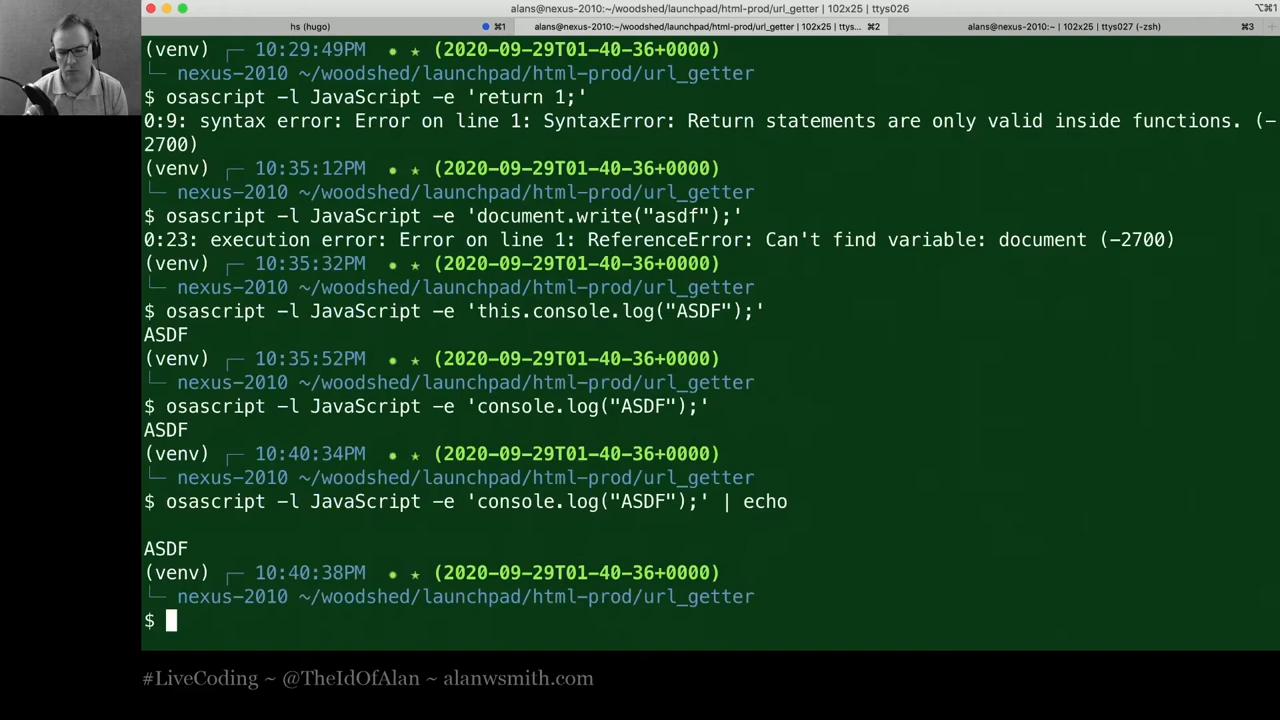 alans@nexus-2010:~/woodshed/launchpad/html-prod/url_getter | 102x25 | ttys026
⌥⌘1
hs (hugo)
⌘1
alans@nexus-2010:~/woodshed/launchpad/html-prod/url_getter | 102x25 | ttys...
⌘2
alans@nexus-2010:~ | 102x25 | ttys027 (-zsh)
⌘3
(venv) ┌─ 10:29:49PM ● ★ (2020-09-29T01-40-36+0000)
└─ nexus-2010 ~/woodshed/launchpad/html-prod/url_getter
$ osascript -l JavaScript -e 'return 1;'
0:9: syntax error: Error on line 1: SyntaxError: Return statements are only valid inside functions. (-
2700)
(venv) ┌─ 10:35:12PM ● ★ (2020-09-29T01-40-36+0000)
└─ nexus-2010 ~/woodshed/launchpad/html-prod/url_getter
$ osascript -l JavaScript -e 'document.write("asdf");'
0:23: execution error: Error on line 1: ReferenceError: Can't find variable: document (-2700)
(venv) ┌─ 10:35:32PM ● ★ (2020-09-29T01-40-36+0000)
└─ nexus-2010 ~/woodshed/launchpad/html-prod/url_getter
$ osascript -l JavaScript -e 'this.console.log("ASDF");'
ASDF
(venv) ┌─ 10:35:52PM ● ★ (2020-09-29T01-40-36+0000)
└─ nexus-2010 ~/woodshed/launchpad/html-prod/url_getter
$ osascript -l JavaScript -e 'console.log("ASDF");'
ASDF
(venv) ┌─ 10:40:34PM ● ★ (2020-09-29T01-40-36+0000)
└─ nexus-2010 ~/woodshed/launchpad/html-prod/url_getter
$ osascript -l JavaScript -e 'console.log("ASDF");' | echo
ASDF
(venv) ┌─ 10:40:38PM ● ★ (2020-09-29T01-40-36+0000)
└─ nexus-2010 ~/woodshed/launchpad/html-prod/url_getter
$
#LiveCoding ~ @TheIdOfAlan ~ alanwsmith.com